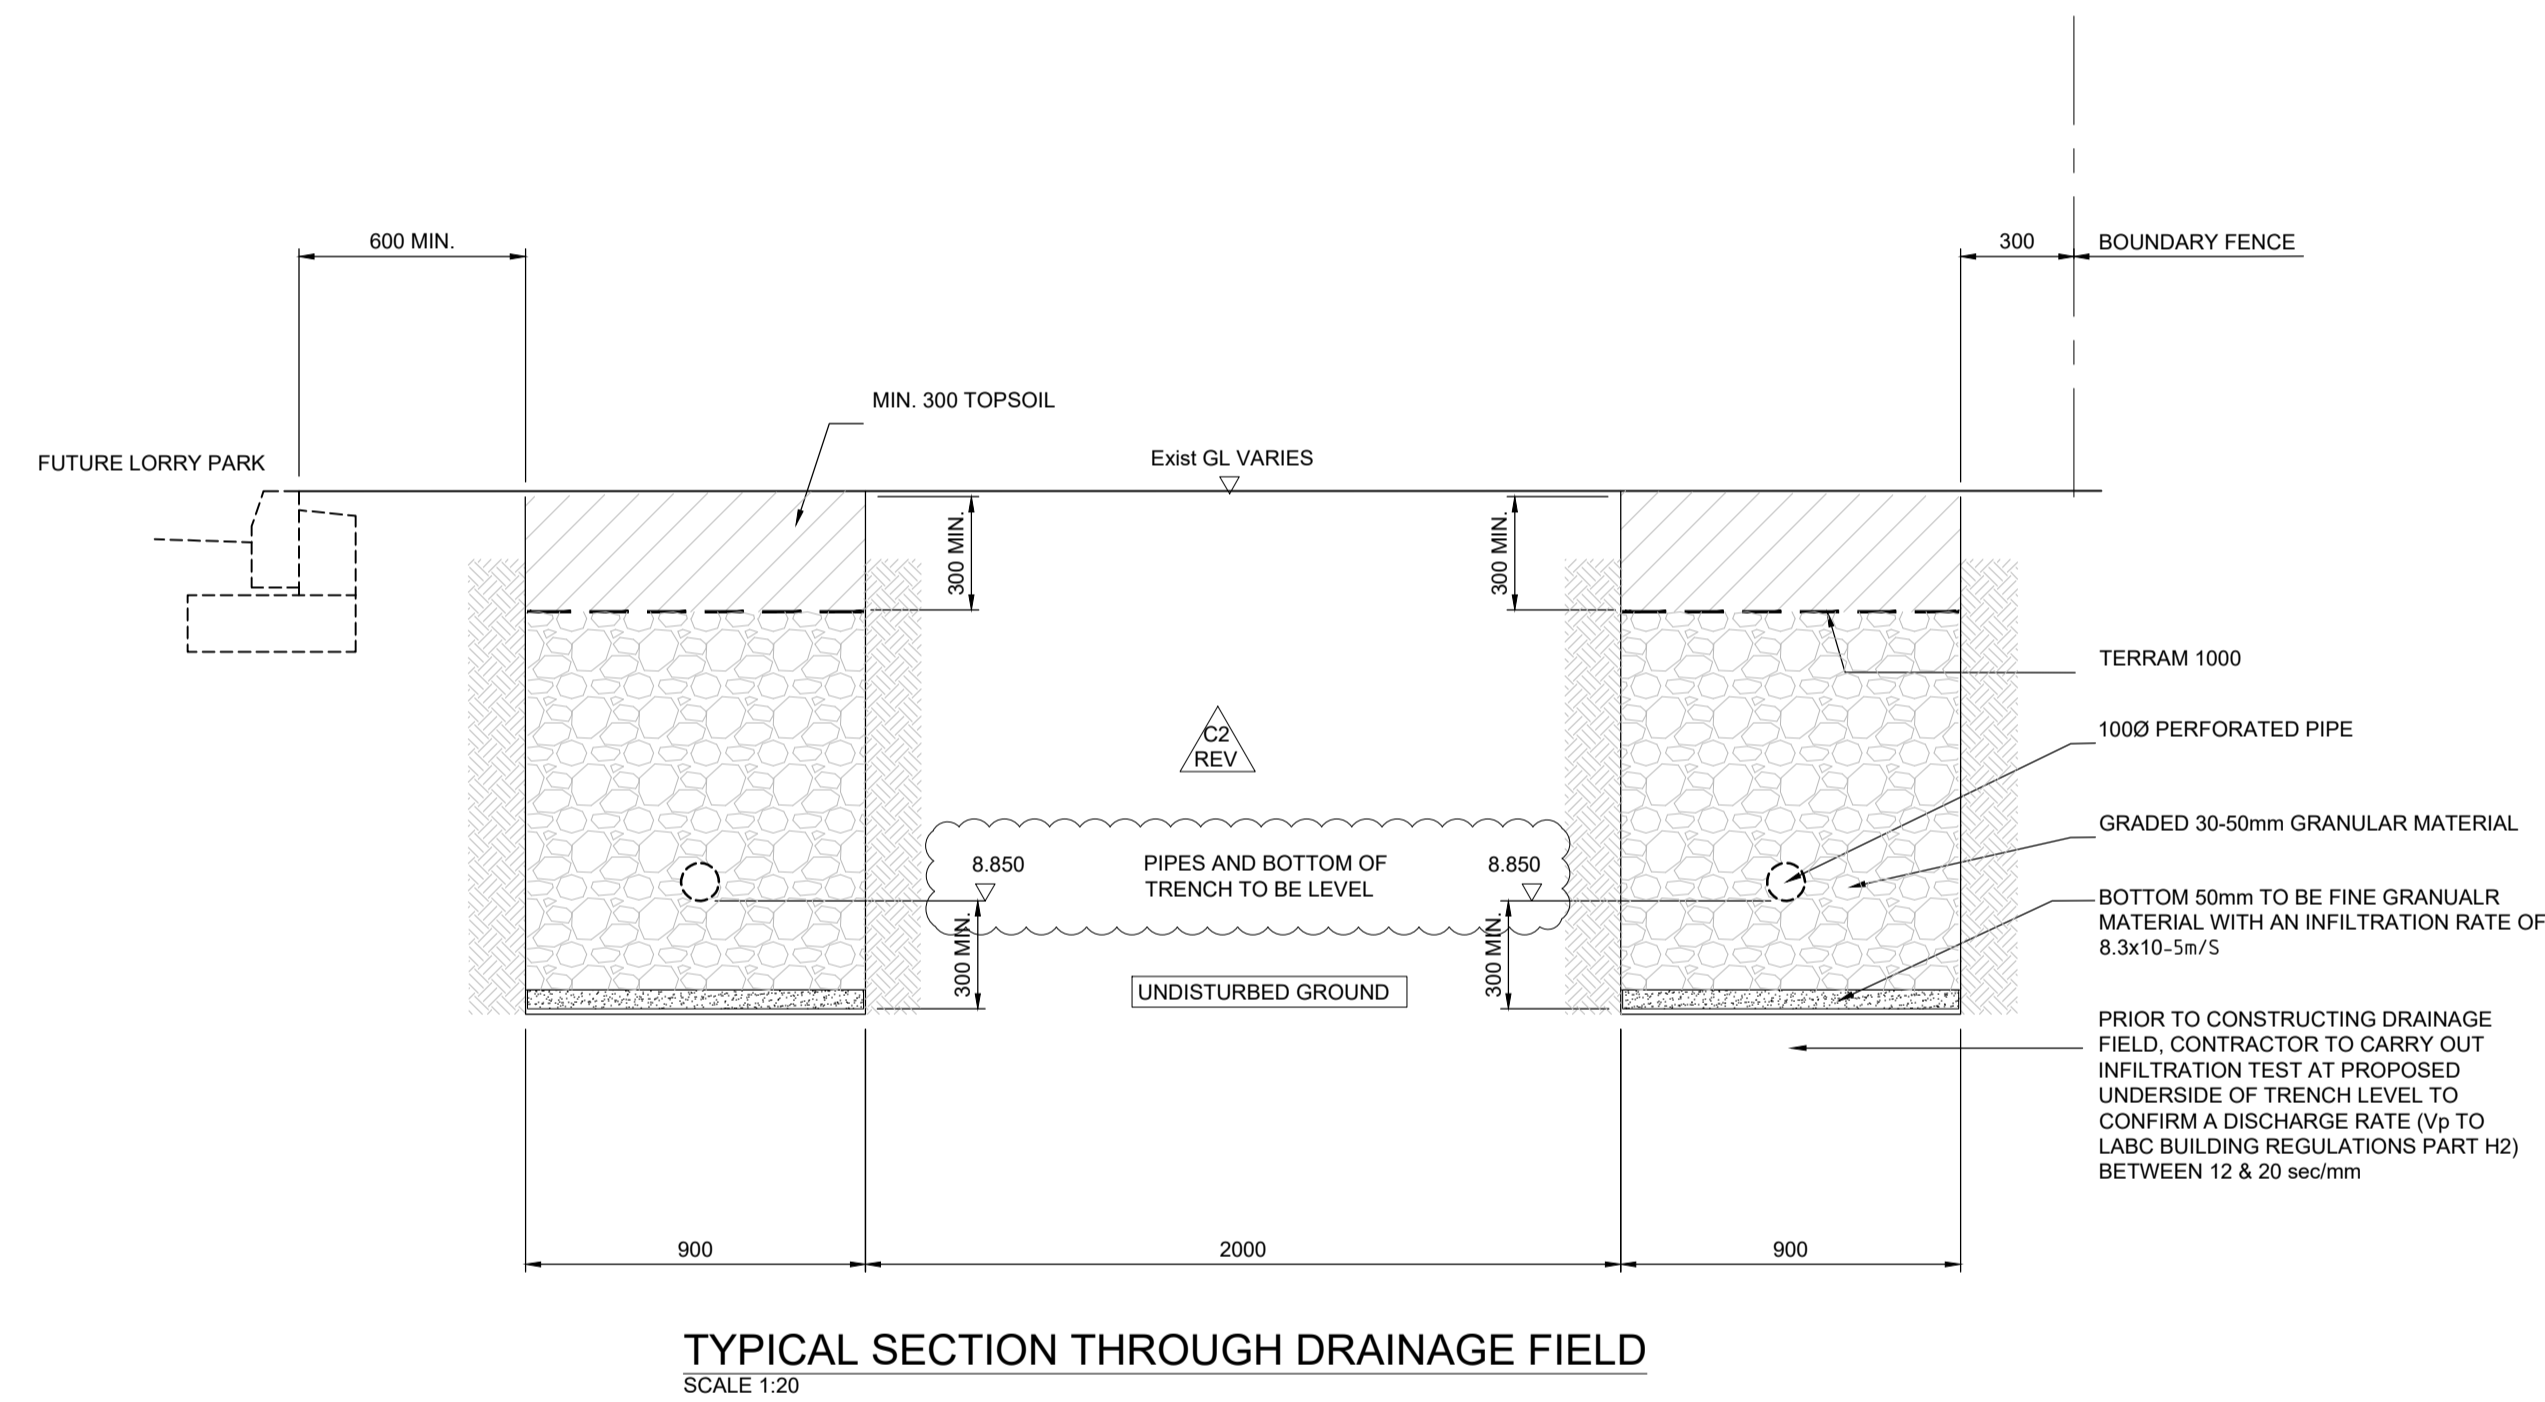 600 MIN.
300
BOUNDARY FENCE
MIN. 300 TOPSOIL
FUTURE LORRY PARK
Exist GL VARIES
300 MIN.
300 MIN.
TERRAM 1000
C2
REV
100Ø PERFORATED PIPE
GRADED 30-50mm GRANULAR MATERIAL
8.850
PIPES AND BOTTOM OF
TRENCH TO BE LEVEL
8.850
300 MIN.
300 MIN.
BOTTOM 50mm TO BE FINE GRANUALR
MATERIAL WITH AN INFILTRATION RATE OF
8.3x10-5m/S
UNDISTURBED GROUND
PRIOR TO CONSTRUCTING DRAINAGE
FIELD, CONTRACTOR TO CARRY OUT
INFILTRATION TEST AT PROPOSED
UNDERSIDE OF TRENCH LEVEL TO
CONFIRM A DISCHARGE RATE (Vp TO
LABC BUILDING REGULATIONS PART H2)
BETWEEN 12 & 20 sec/mm
900
2000
900
TYPICAL SECTION THROUGH DRAINAGE FIELD
SCALE 1:20